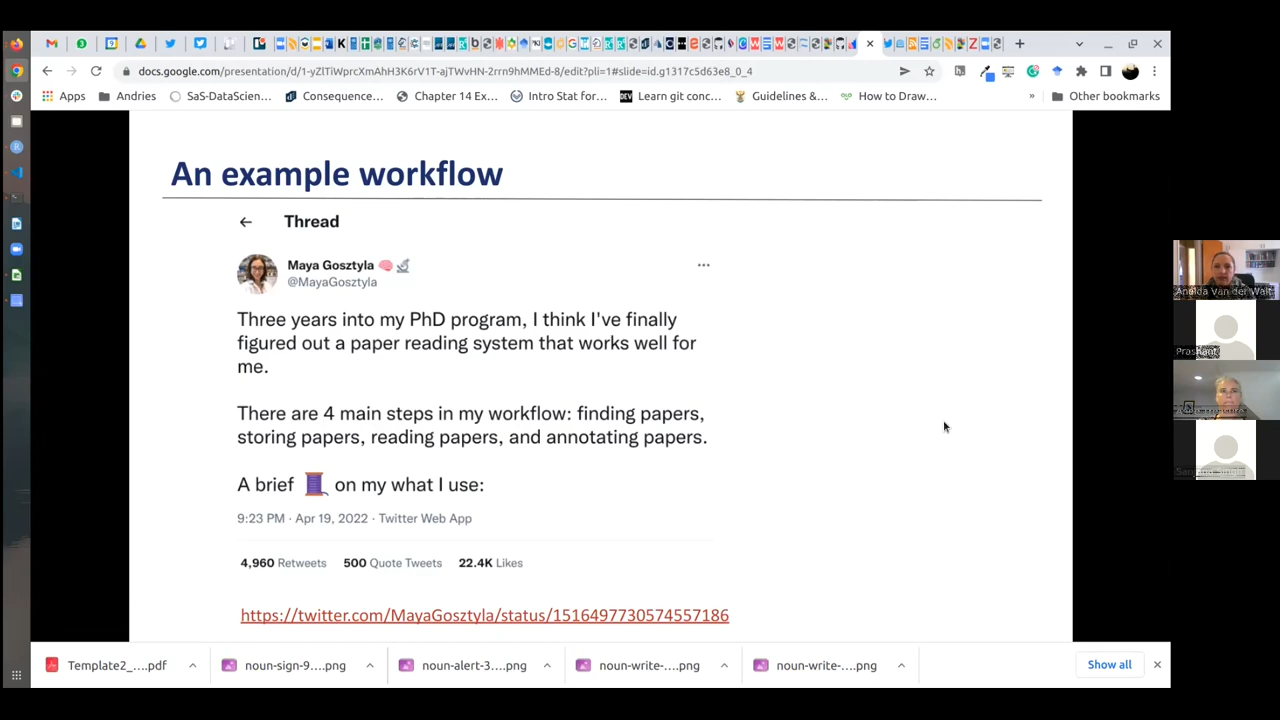 docs.google.com/presentation/d/1-yZlTiWprcXmAhH3K6rVtT-ajTWvHN-2rrn9hMMEd-8/edit?pli=1#slide=id.g1317c5d63e8_0_4
Apps
Andries
SaS-DataScien...
Consequence...
Chapter 14 Ex...
Intro Stat for...
Learn git conc...
Guidelines &...
How to Draw...
»
Other bookmarks
An example workflow
Thread
Maya Gosztyla
@MayaGosztyla
Three years into my PhD program, I think I've finally
figured out a paper reading system that works well for
me.
There are 4 main steps in my workflow: finding papers,
storing papers, reading papers, and annotating papers.
A brief 🧵 on my what I use:
9:23 PM · Apr 19, 2022 · Twitter Web App
4,960 Retweets 500 Quote Tweets 22.4K Likes
https://twitter.com/MayaGosztyla/status/1516497730574557186
Template2_....pdf
noun-sign-9....png
noun-alert-3....png
noun-write-....png
noun-write-....png
Show all
Anelda Van der Walt
Prashant